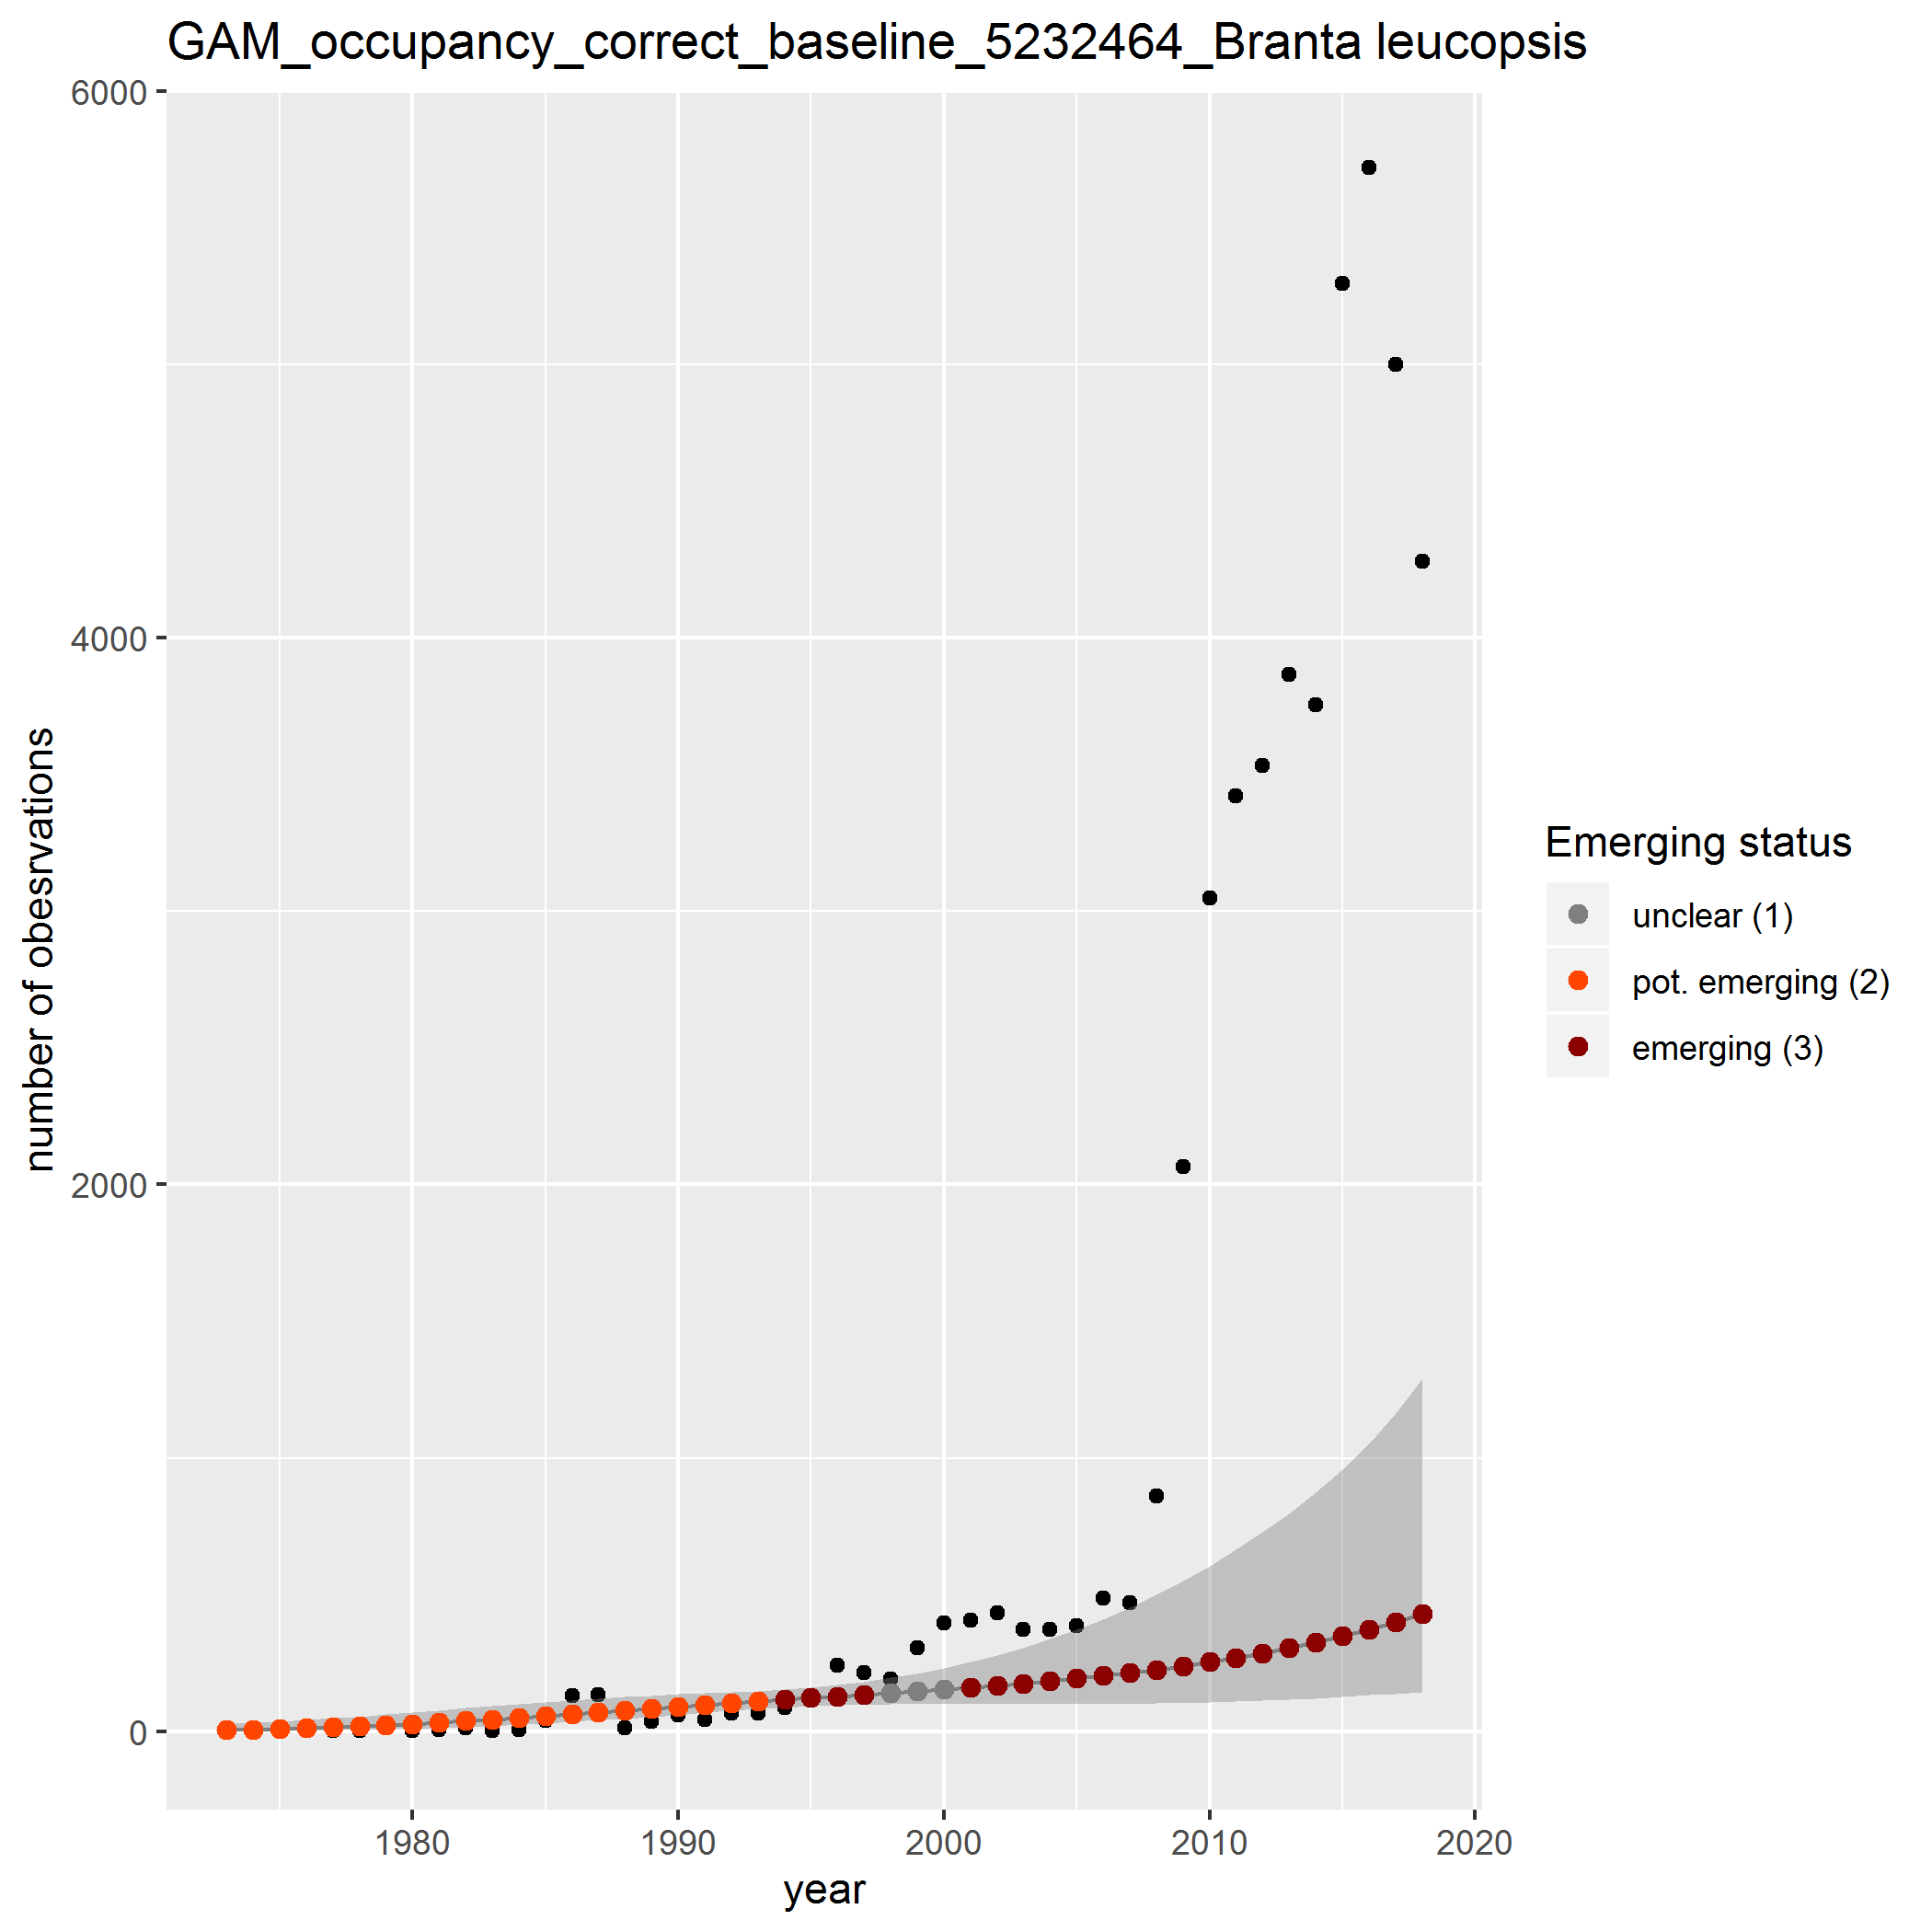 GAM_occupancy_correct_baseline_5232464_Branta leucopsis
6000
4000
2000
0
number of obesrvations
1980 1990 2000 2010 2020
year
Emerging status
unclear (1)
pot. emerging (2)
emerging (3)